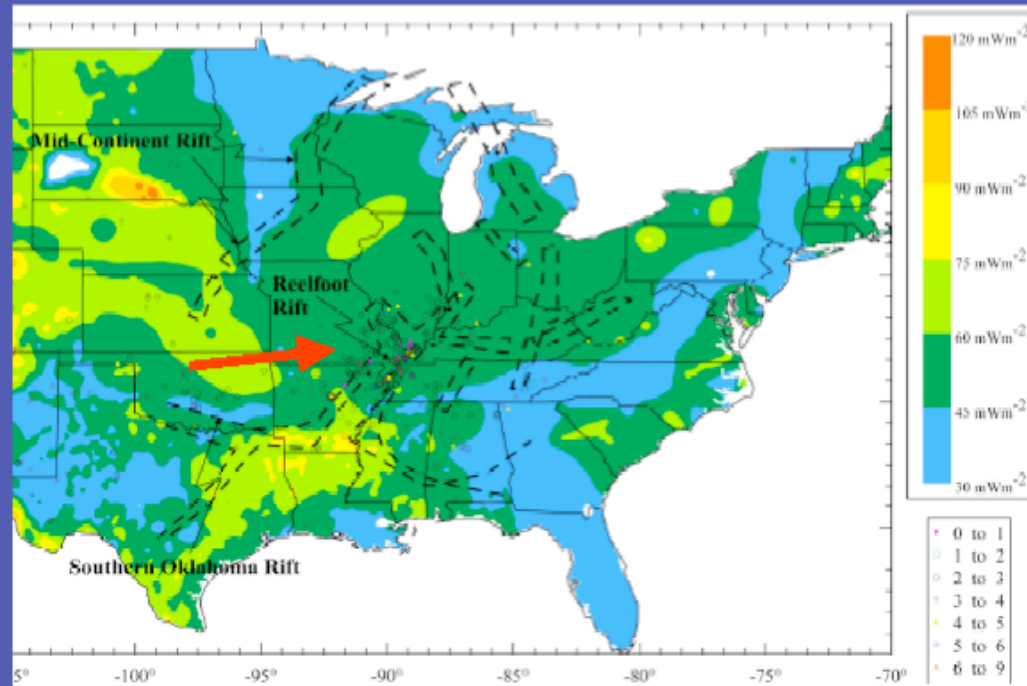 120 mWm-2
105 mWm-2
90 mWm-2
75 mWm-2
60 mWm-2
45 mWm-2
30 mWm-2
Mid-Continent Rift
Reelfoot
Rift
Southern Oklahoma Rift
0 to 1
1 to 2
2 to 3
3 to 4
4 to 5
5 to 6
6 to 9
5° -100° -95° -90° -85° -80° -75° -70°